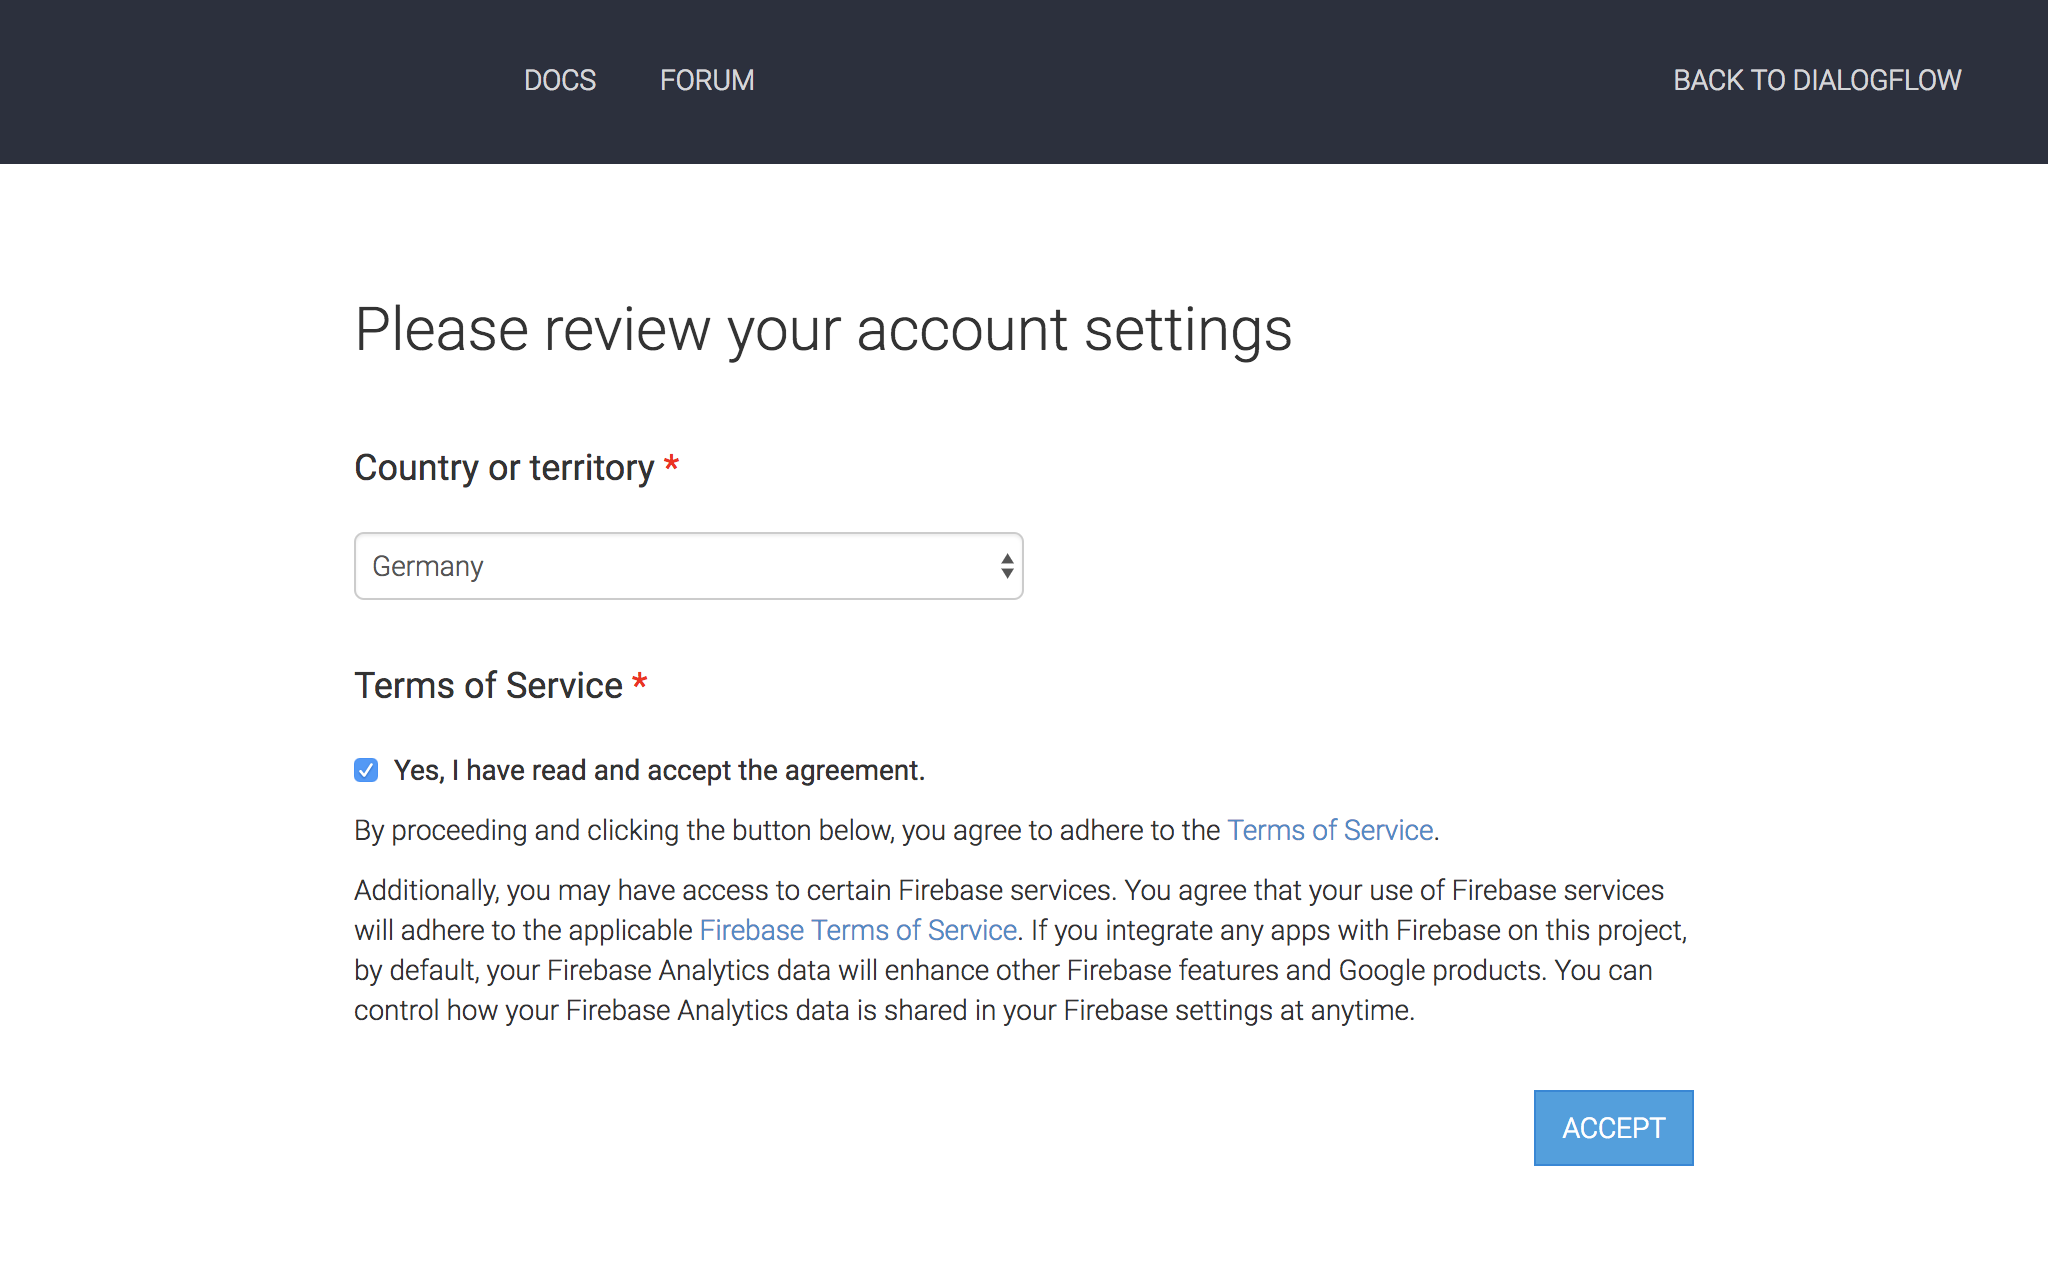 DOCS FORUM BACK TO DIALOGFLOW
Please review your account settings
Country or territory *
Germany
Terms of Service *
Yes, I have read and accept the agreement.
By proceeding and clicking the button below, you agree to adhere to the Terms of Service.
Additionally, you may have access to certain Firebase services. You agree that your use of Firebase services
will adhere to the applicable Firebase Terms of Service. If you integrate any apps with Firebase on this project,
by default, your Firebase Analytics data will enhance other Firebase features and Google products. You can
control how your Firebase Analytics data is shared in your Firebase settings at anytime.
ACCEPT